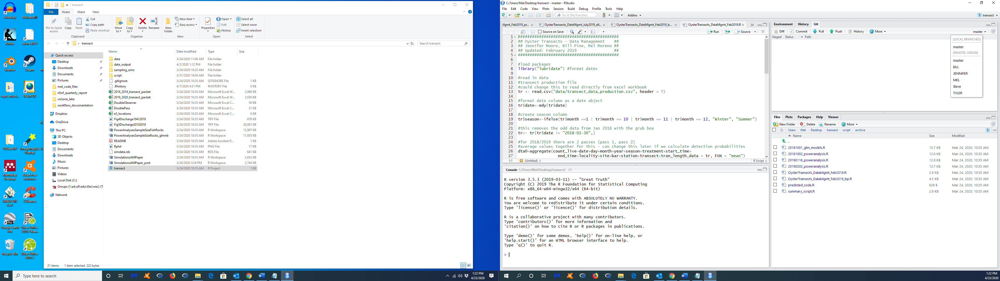 Audacity
Aktivator!!!
Kindle
Axure RP 8
blender
Steam
repo_struct...
TEAM OS
OSGeo4W
ImageMagick Display
Mendeley Desktop
Avast Free Antivirus
GRASS GIS 7.6.1
CCleaner
Google Earth Pro
Diver-Office 2017.2 Rea...
Recycle Bin
Diver-Office 2017.2
transect
File Home Share View
Pin to Quick access
Copy
Paste
Cut
Copy path
Paste shortcut
Clipboard
Move to
Copy to
Delete
Rename
Organize
New folder
New item
Easy access
New
Properties
Open
Edit
History
Open
Select all
Select none
Invert selection
Select
transect
Search transect
Quick access
Desktop
Downloads
Documents
Pictures
mel_code_files
nfwf_quarterly_report
victoria_lake
workflow_documentation
Dropbox
OneDrive
This PC
3D Objects
Desktop
Documents
Downloads
Music
Pictures
Videos
Local Disk (C:)
Groups (\\ad.ufl.edu\ifas\wec) (T
Network
Name Date modified Type Size
data 3/24/2020 11:06 AM File folder
data_output 4/2/2020 1:12 PM File folder
sampling_sims 3/24/2020 10:35 AM File folder
script 3/31/2020 10:04 AM File folder
.gitignore 3/24/2020 10:35 AM GITIGNORE File 1 KB
.Rhistory 4/7/2020 4:31 PM RHISTORY File 0 KB
2018_2019_transect_packet 3/24/2020 10:35 AM Microsoft Excel W... 2,968 KB
2019_2020_transect_packet 3/24/2020 10:35 AM Microsoft Excel W... 3,030 KB
DoubleObserver 3/24/2020 10:35 AM Microsoft Excel C... 50 KB
DoublePass 3/24/2020 10:35 AM Microsoft Excel C... 31 KB
e3_locations 3/24/2020 10:35 AM Microsoft Excel C... 6 KB
Fig4Discharge19412018 3/24/2020 10:35 AM TIFF File 676 KB
Fig5Discharge20102018 3/24/2020 10:35 AM TIFF File 30,001 KB
PowerAnalysesSampleSizeFishRocks 3/24/2020 10:35 AM R Workspace 12,887 KB
PowerAnalysesSampleSizeRocks_glmnb 3/24/2020 10:35 AM R Workspace 11,935 KB
README 3/24/2020 10:35 AM Adobe Acrobat D... 1 KB
Rplot 3/24/2020 10:35 AM PNG File 17 KB
simdata.rds 3/24/2020 10:35 AM RDS File 641 KB
SimulationsAMPaper 3/24/2020 10:35 AM R Workspace 3,652 KB
SimulationsAMPaper_post 3/24/2020 3:24 PM R Workspace 2,744 KB
transect 3/24/2020 10:35 AM R Project 1 KB
21 items 1 item selected 222 bytes
Type here to search
1:22 PM
4/23/2020
C:/Users/Mel/Desktop/transect - master - RStudio
File Edit Code View Plots Session Build Debug Profile Tools Help
Go to file/function
Addins
transect
Mgmt_Feb2019_pr...
OysterTransects_DataMgmt_July2019_all...
OysterTransects_DataMgmt_Feb2019_b...
OysterTransects_DataMgmt_Feb2019.R
Source on Save
Run
Source
1 ###########################################
2 ## Oyster Transects - Data Management ##
3 ## Jennifer Moore, Bill Pine, Mel Moreno ##
4 ## Updated: February 2019 ##
5 ###########################################
6
7 #load packages
8 library("lubridate") #format dates
9
10 #read in data
11 #transect production file
12 #could change this to read directly from excel workbook
13 tr <- read.csv("data/transect_data_production.csv", header = T)
14
15 #format date column as a date object
16 tr$date<-mdy(tr$date)
17
18 #create season column
19 tr$season<-ifelse(tr$month ==1 | tr$month == 10 | tr$month == 11 | tr$month == 12, "Winter", "Summer")
20
21 #this removes the odd data from Jan 2018 with the grub box
22 tr<- tr[tr$date != "2018-01-30",]
23
24 #for 2018/2019 there are 2 passes (pass 1, pass 2)
25 #average values together for this - can change this later if we calculate detection probabilities
26 dta0=aggregate(count_live~date+day+month+year+season+treatment+start_time+
27 end_time+locality+site+bar+station+transect+tran_length,data = tr, FUN = "mean")
1:1 (Untitled) R Script
Console C:/Users/Mel/Desktop/transect/
R version 3.5.3 (2019-03-11) -- "Great Truth"
Copyright (C) 2019 The R Foundation for Statistical Computing
Platform: x86_64-w64-mingw32/x64 (64-bit)
R is free software and comes with ABSOLUTELY NO WARRANTY.
You are welcome to redistribute it under certain conditions.
Type 'license()' or 'licence()' for distribution details.
R is a collaborative project with many contributors.
Type 'contributors()' for more information and
'citation()' on how to cite R or R packages in publications.
Type 'demo()' for some demos, 'help()' for on-line help, or
'help.start()' for an HTML browser interface to help.
Type 'q()' to quit R.
>
Environment History Git
Diff Commit Pull Push History More master
Staged Status Path
(LOCAL BRANCHES)
master
(REMOTE: ORIGIN)
master
BILL
JENNIFER
MEL
Steve
TYLER
Files Plots Packages Help Viewer
New Folder Delete Rename More
C: Users Mel Desktop transect script archive
Name Size Modified
..
20181001_glm_models.R 15.7 KB Mar 24, 2020, 10:35 AM
20181002_poweranalysis.R 12.8 KB Mar 24, 2020, 10:35 AM
20190116_poweranalysis.R 12.9 KB Mar 24, 2020, 10:35 AM
20190202_poweranalysis.R 13.7 KB Mar 24, 2020, 10:35 AM
OysterTransects_DataMgmt_Feb2019.R 2.9 KB Mar 24, 2020, 10:35 AM
OysterTransects_DataMgmt_Feb2019_bp.R 4.5 KB Mar 24, 2020, 10:35 AM
predicted_code.R 628 B Mar 24, 2020, 10:35 AM
summary_script.R 2.9 KB Mar 24, 2020, 10:35 AM
1:22 PM
4/23/2020